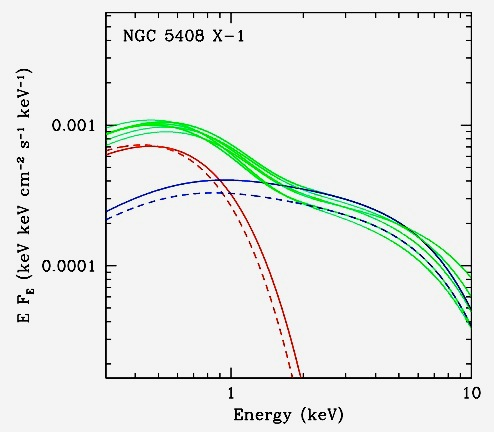 NGC 5408 X-1
E F_E (keV keV cm⁻² s⁻¹ keV⁻¹)
0.001
0.0001
1
10
Energy (keV)